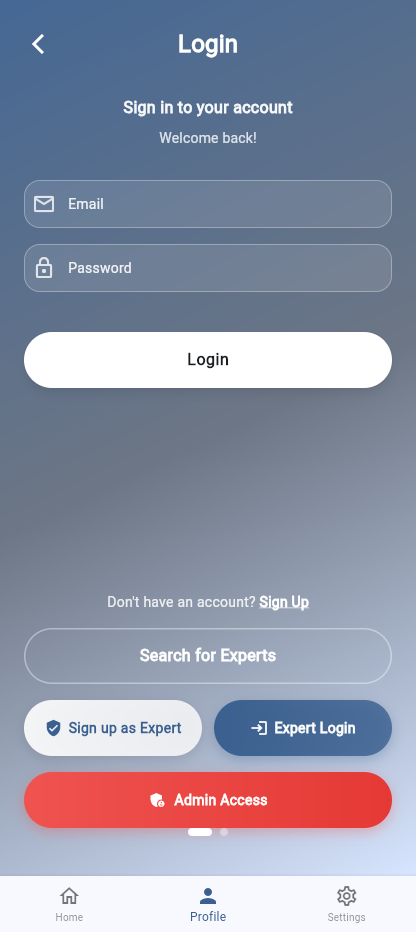 Login
Sign in to your account
Welcome back!
Email
Password
Login
Don't have an account? Sign Up
Search for Experts
Sign up as Expert
Expert Login
Admin Access
Home
Profile
Settings